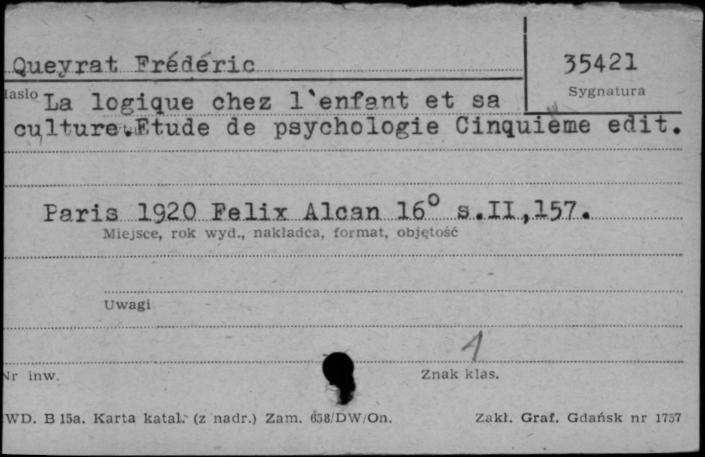 Queyrat Frédéric
35421
Sygnatura
asło La logique chez l'enfant et sa
culture.Etude de psychologie Cinquième edit.
Paris 1920 Felix Alcan 16° s.II,157.
Miejsce, rok wyd., nakładca, format, objętość
Uwagi
1
Nr inw.
Znak klas.
WD. B 15a. Karta katal. (z nadr.) Zam. 658/DW/On.
Zakł. Graf. Gdańsk nr 1757